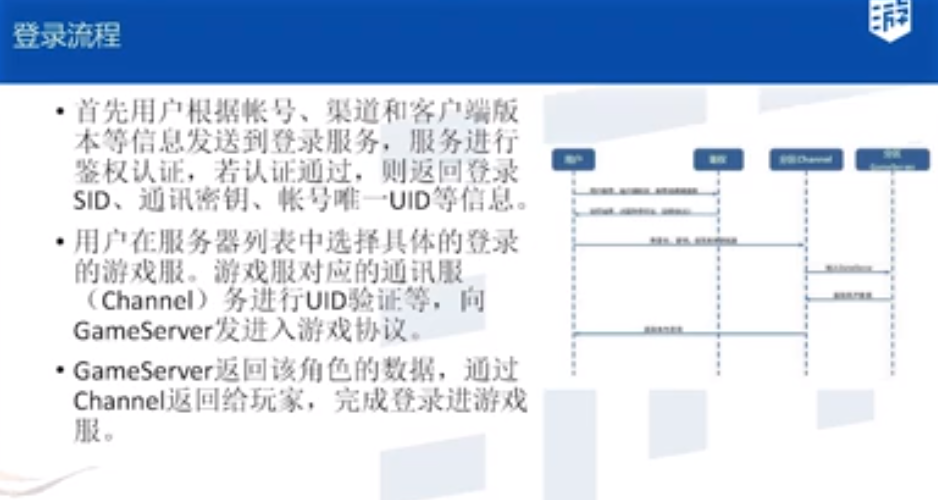 登录流程
• 首先用户根据帐号、渠道和客户端版
本等信息发送到登录服务，服务进行
鉴权认证，若认证通过，则返回登录
SID、通讯密钥、帐号唯一UID等信息。
• 用户在服务器列表中选择具体的登录
的游戏服。游戏服对应的通讯服
（Channel）务进行UID验证等，向
GameServer发进入游戏协议。
• GameServer返回该角色的数据，通过
Channel返回给玩家，完成登录进游戏
服。
用户
鉴权
分区Channel
GameServer